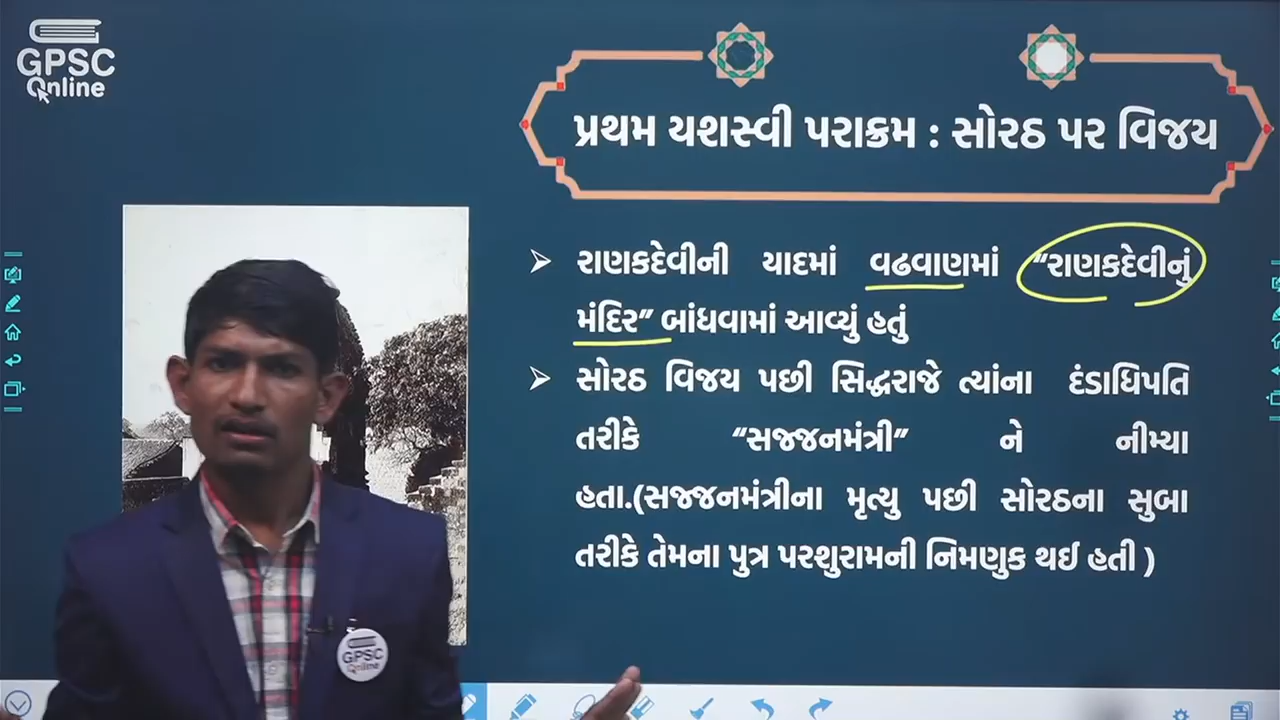 GPSC
Online
પ્રથમ યશસ્વી પરાક્રમ : સોરઠ પર વિજય
રાણકદેવીની યાદમાં વઢવાણમાં “રાણકદેવીનું
મંદિર” બાંધવામાં આવ્યું હતું
સોરઠ વિજય પછી સિદ્ધરાજે ત્યાંના દંડાધિપતિ
તરીકે “સજ્જનમંત્રી” ને નીમ્યા
હતા.(સજ્જનમંત્રીના મૃત્યુ પછી સોરઠના સુબા
તરીકે તેમના પુત્ર પરશુરામની નિમણુક થઈ હતી )
GPSC
Online